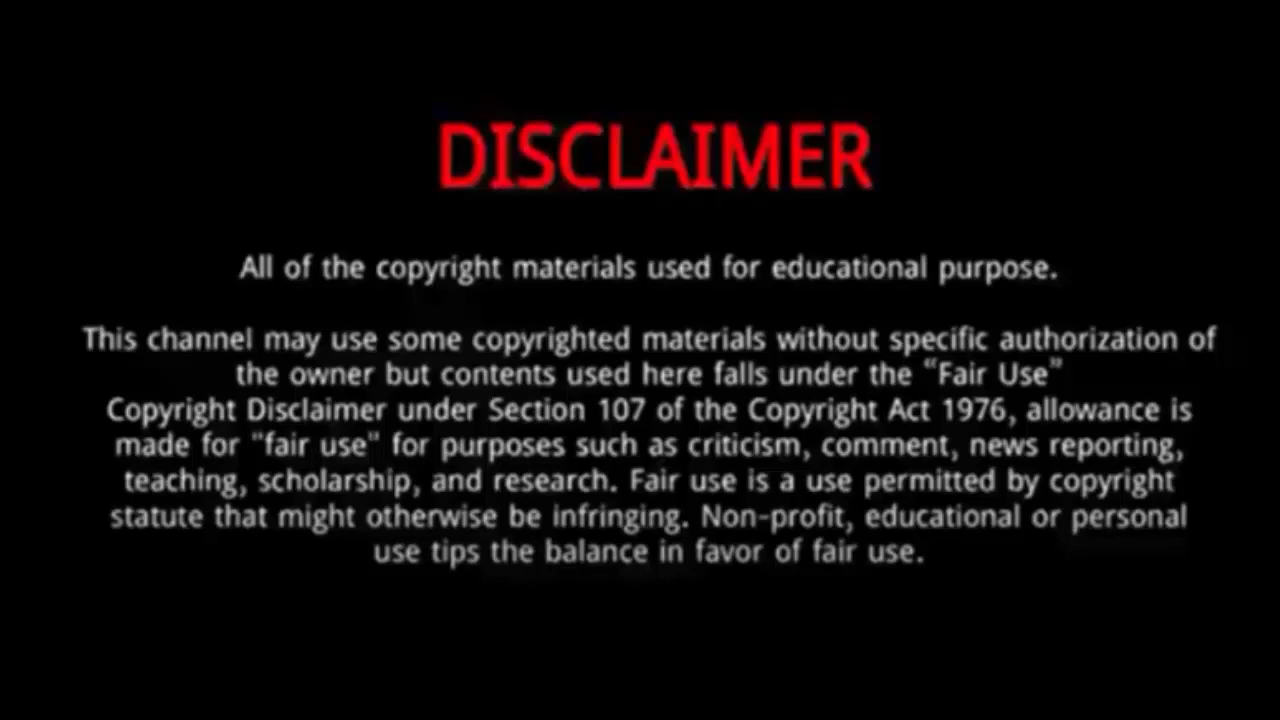 DISCLAIMER
All of the copyright materials used for educational purpose.
This channel may use some copyrighted materials without specific authorization of
the owner but contents used here falls under the “Fair Use”
Copyright Disclaimer under Section 107 of the Copyright Act 1976, allowance is
made for "fair use" for purposes such as criticism, comment, news reporting,
teaching, scholarship, and research. Fair use is a use permitted by copyright
statute that might otherwise be infringing. Non-profit, educational or personal
use tips the balance in favor of fair use.